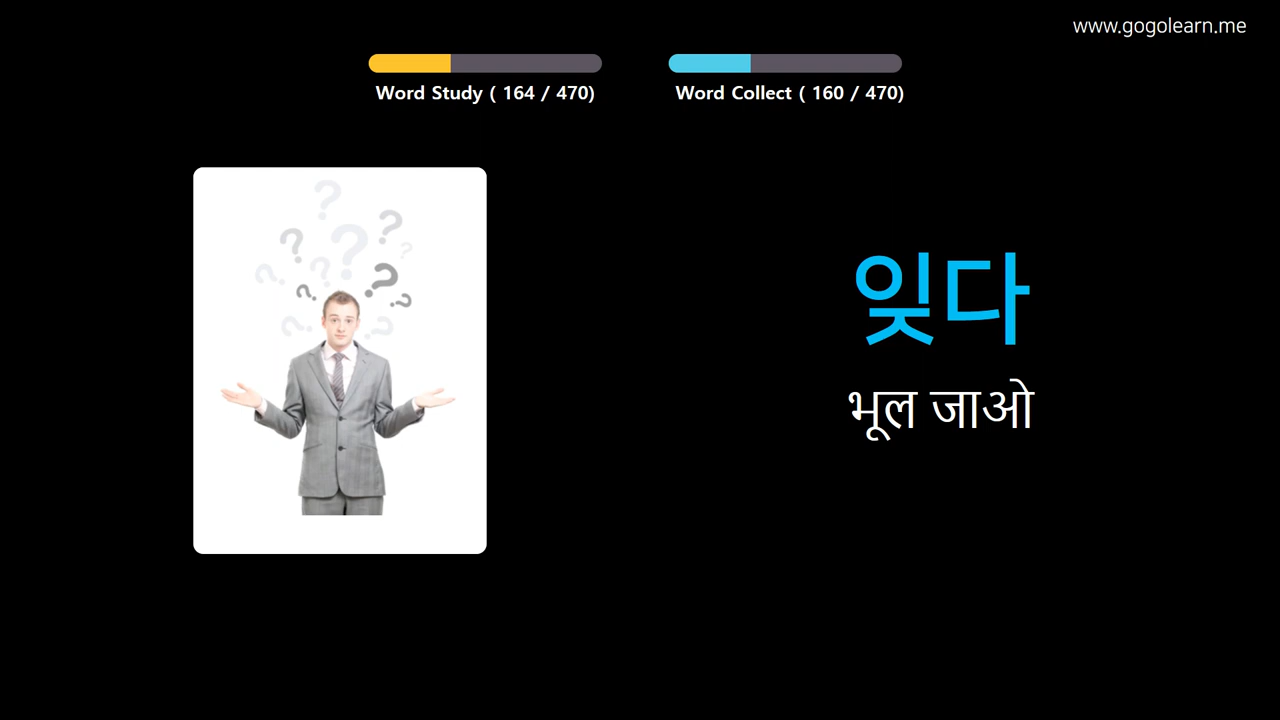 www.gogolearn.me
Word Study ( 164 / 470)
Word Collect ( 160 / 470)
잊다
भूल जाओ